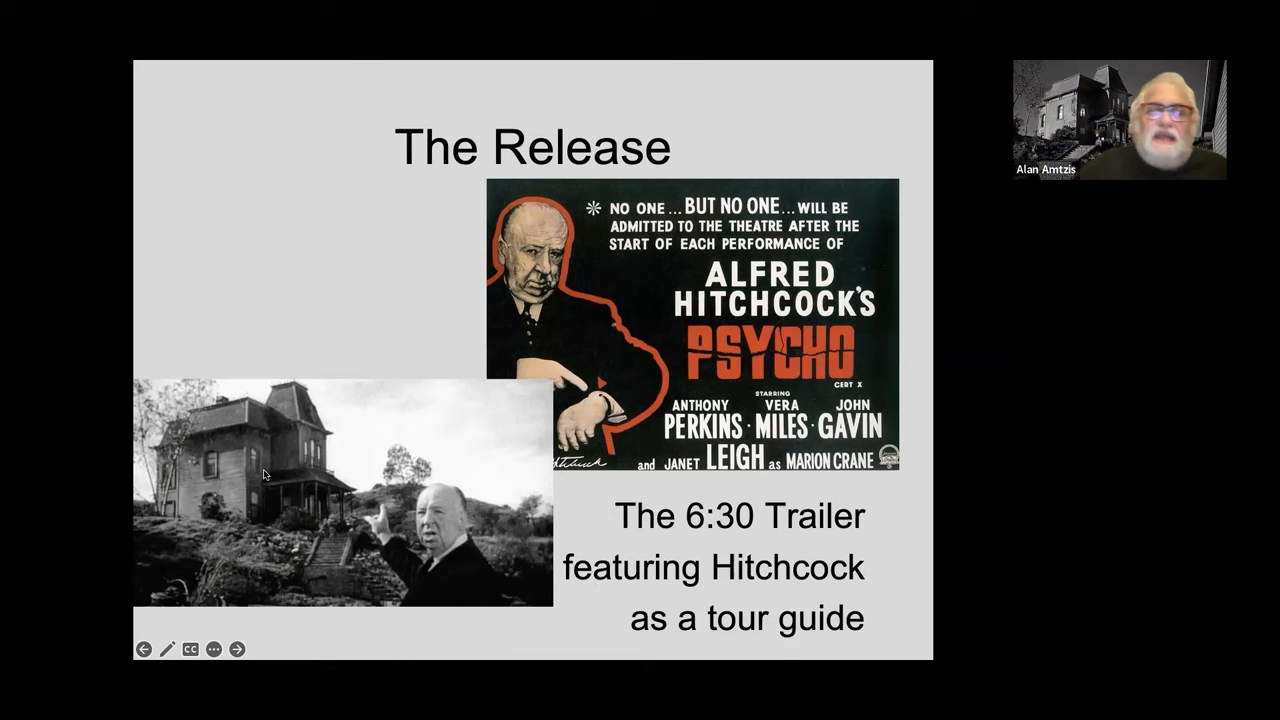 The Release
* NO ONE... BUT NO ONE... WILL BE
ADMITTED TO THE THEATRE AFTER THE
START OF EACH PERFORMANCE OF
ALFRED
HITCHCOCK'S
PSYCHO
CERT X
STARRING
ANTHONY VERA JOHN
PERKINS · MILES · GAVIN
and JANET LEIGH as MARION CRANE
The 6:30 Trailer
featuring Hitchcock
as a tour guide
CC
Alan Amtzis